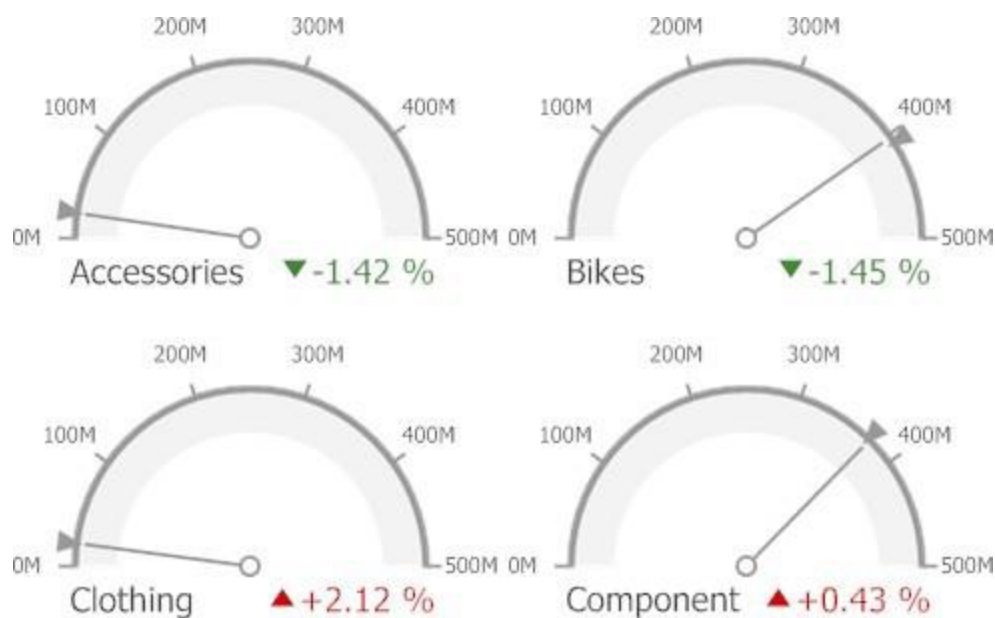 200M 300M 200M 300M
100M 400M 100M 400M
0M 500M 0M 500M
Accessories ▼-1.42 % Bikes ▼-1.45 %
200M 300M 200M 300M
100M 400M 100M 400M
0M 500M 0M 500M
Clothing ▲+2.12 % Component ▲+0.43 %